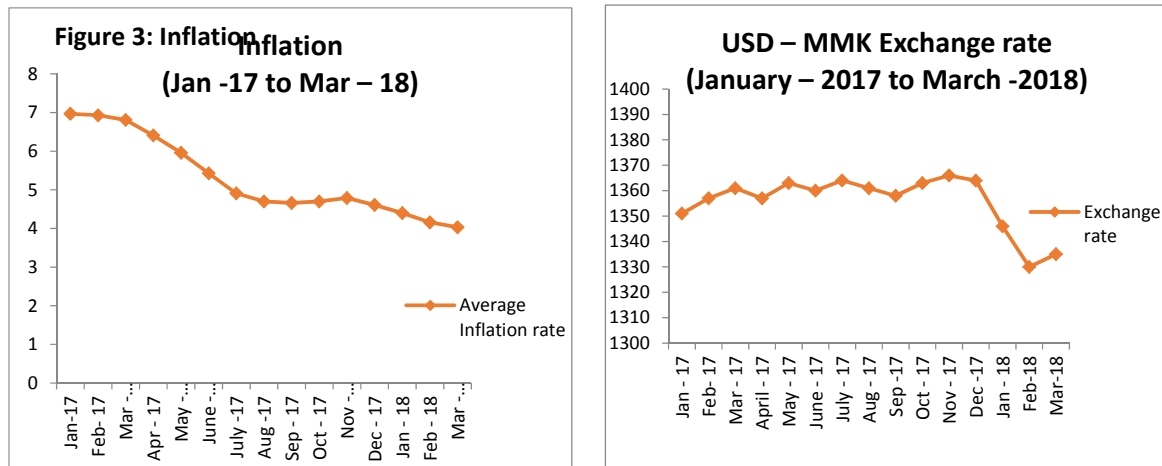 Figure 3: Inflation
Inflation
(Jan -17 to Mar – 18)
8
7
6
5
4
3
2
1
0
Average
Inflation rate
Jan-17
Feb- 17
Mar -...
Apr - 17
May -...
June -...
July -17
Aug -17
Sep -17
Oct - 17
Nov -...
Dec - 17
Jan - 18
Feb - 18
Mar -...
USD – MMK Exchange rate
(January – 2017 to March -2018)
1400
1390
1380
1370
1360
1350
1340
1330
1320
1310
1300
Exchange
rate
Jan - 17
Feb- 17
Mar - 17
April - 17
May - 17
June - 17
July - 17
Aug - 17
Sep -17
Oct - 17
Nov - 17
Dec -17
Jan - 18
Feb-18
Mar-18